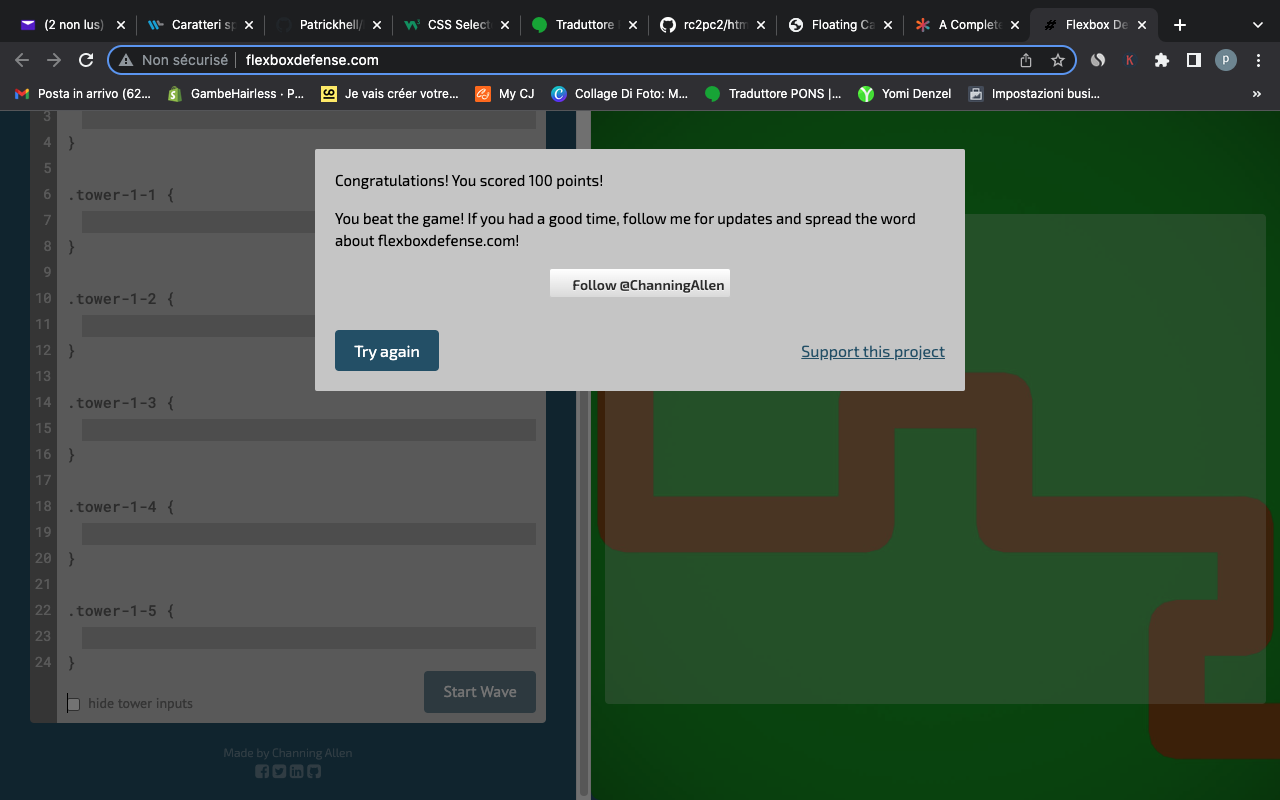 (2 non lus)
Caratteri sp
Patrickhell/
CSS Select
Traduttore
rc2pc2/htm
Floating Ca
A Complete
Flexbox De
Non sécurisé
flexboxdefense.com
Posta in arrivo (62...
GambeHairless · P...
Je vais créer votre...
My CJ
Collage Di Foto: M...
Traduttore PONS |...
Yomi Denzel
Impostazioni busi...
»
3
4 }
5
6 .tower-1-1 {
7
8 }
9
10 .tower-1-2 {
11
12 }
13
14 .tower-1-3 {
15
16 }
17
18 .tower-1-4 {
19
20 }
21
22 .tower-1-5 {
23
24 }
hide tower inputs
Start Wave
Made by Channing Allen
Congratulations! You scored 100 points!
You beat the game! If you had a good time, follow me for updates and spread the word
about flexboxdefense.com!
Follow @ChanningAllen
Try again
Support this project